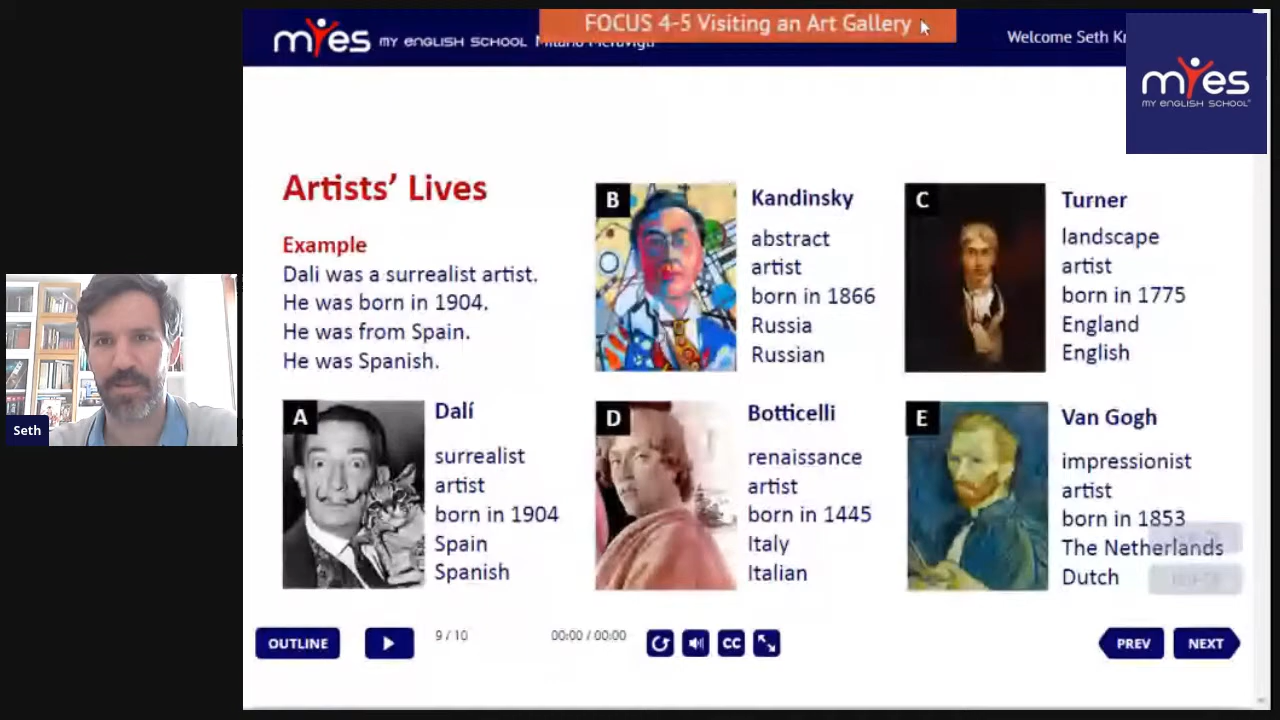 FOCUS 4-5 Visiting an Art Gallery
myes MY ENGLISH SCHOOL Milano Meravigli
Welcome Seth
myes
MY ENGLISH SCHOOL
Artists' Lives
Example
Dali was a surrealist artist.
He was born in 1904.
He was from Spain.
He was Spanish.
B
Kandinsky
abstract
artist
born in 1866
Russia
Russian
C
Turner
landscape
artist
born in 1775
England
English
Seth
A
Dalí
surrealist
artist
born in 1904
Spain
Spanish
D
Botticelli
renaissance
artist
born in 1445
Italy
Italian
E
Van Gogh
impressionist
artist
born in 1853
The Netherlands
Dutch
OUTLINE
9 / 10
00:00 / 00:00
CC
PREV
NEXT